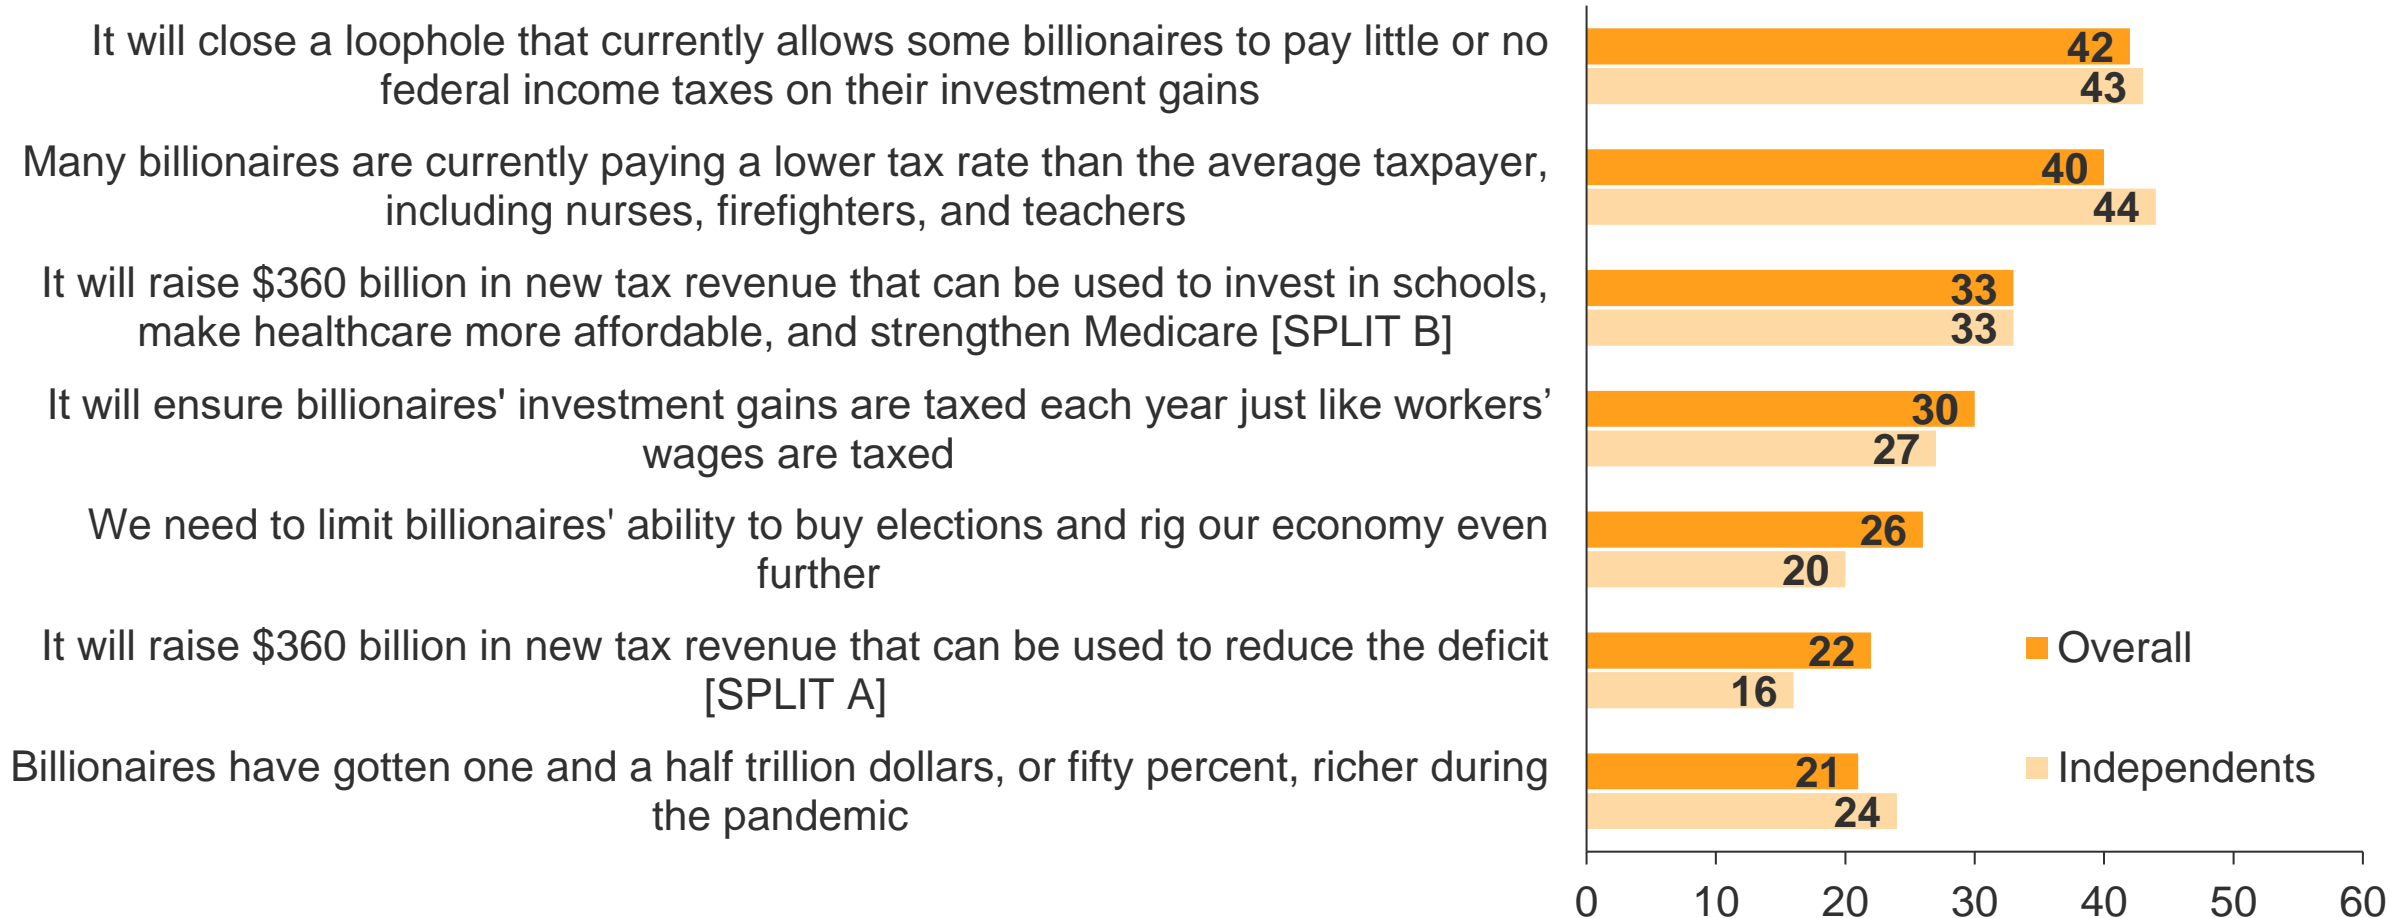 It will close a loophole that currently allows some billionaires to pay little or no
federal income taxes on their investment gains
42
43
Many billionaires are currently paying a lower tax rate than the average taxpayer,
including nurses, firefighters, and teachers
40
44
It will raise $360 billion in new tax revenue that can be used to invest in schools,
make healthcare more affordable, and strengthen Medicare [SPLIT B]
33
33
It will ensure billionaires' investment gains are taxed each year just like workers’
wages are taxed
30
27
We need to limit billionaires' ability to buy elections and rig our economy even
further
26
20
It will raise $360 billion in new tax revenue that can be used to reduce the deficit
[SPLIT A]
22
16
Overall
Billionaires have gotten one and a half trillion dollars, or fifty percent, richer during
the pandemic
21
24
Independents
0 10 20 30 40 50 60